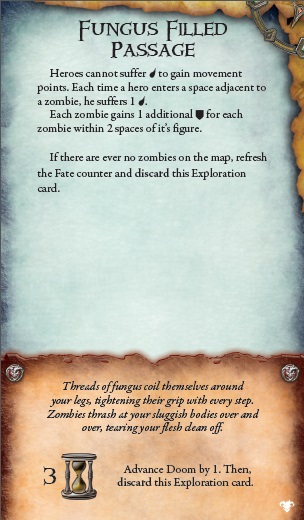 Fungus Filled
Passage
Heroes cannot suffer to gain movement
points. Each time a hero enters a space adjacent to
a zombie, he suffers 1 .
Each zombie gains 1 additional for each
zombie within 2 spaces of it's figure.
If there are ever no zombies on the map, refresh
the Fate counter and discard this Exploration
card.
Threads of fungus coil themselves around
your legs, tightening their grip with every step.
Zombies thrash at your sluggish bodies over and
over, tearing your flesh clean off.
3
Advance Doom by 1. Then,
discard this Exploration card.